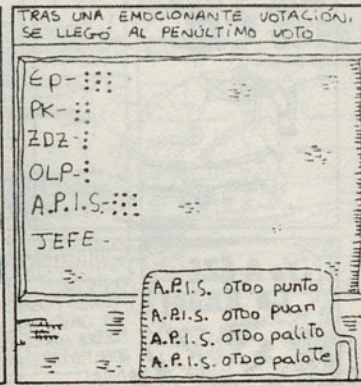 TRAS UNA EMOCIONANTE VOTACIÓN,
SE LLEGÓ AL PENÚLTIMO VOTO
EP-
PK-
ZDZ-
OLP-
A.P.I.S.-
JEFE-
A.P.I.S. OTDO punto
A.P.I.S. OTDO puan
A.P.I.S. OTDO palito
A.P.I.S. OTDO palote